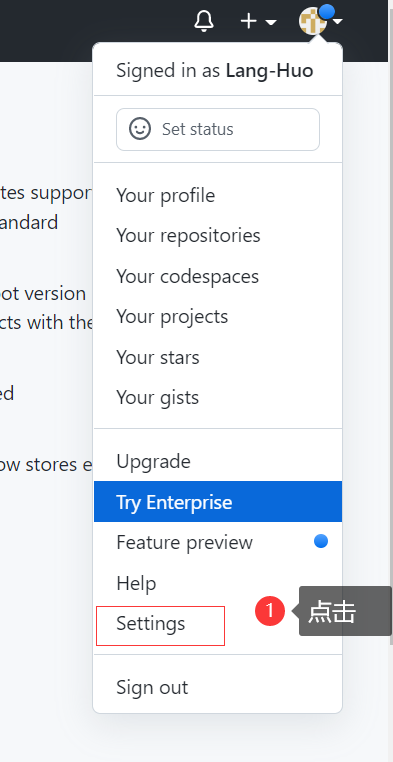 Signed in as Lang-Huo
Set status
tes suppor
andard
Your profile
Your repositories
ot version
Your codespaces
cts with the
Your projects
Your stars
ed
Your gists
ow stores e
Upgrade
Try Enterprise
Feature preview
Help
Settings
1 点击
Sign out